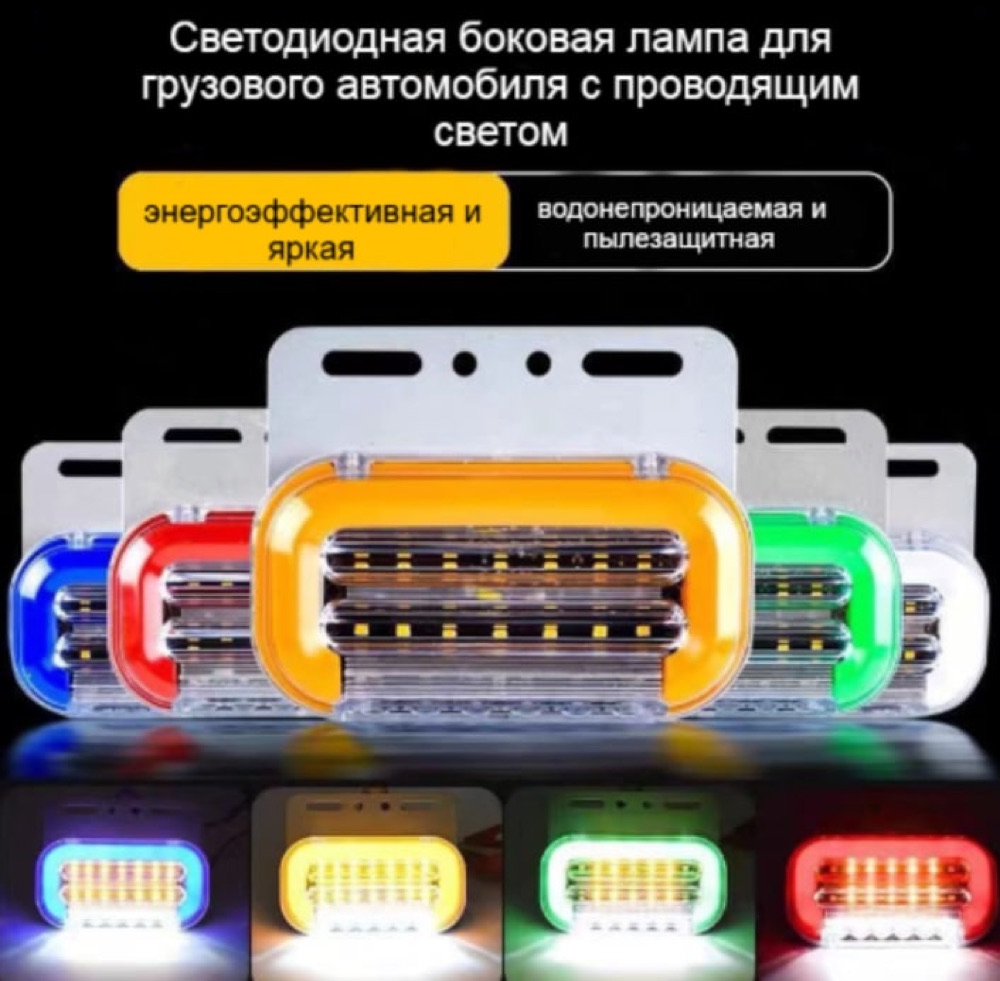 Светодиодная боковая лампа для
грузового автомобиля с проводящим
светом
энергоэффективная и
яркая
водонепроницаемая и
пылезащитная